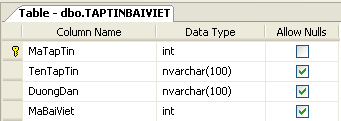 Table - dbo.TAPTINBAIVIET
Column Name Data Type Allow Nulls
MaTapTin int
TenTapTin nvarchar(100)
DuongDan nvarchar(100)
MaBaiViet int